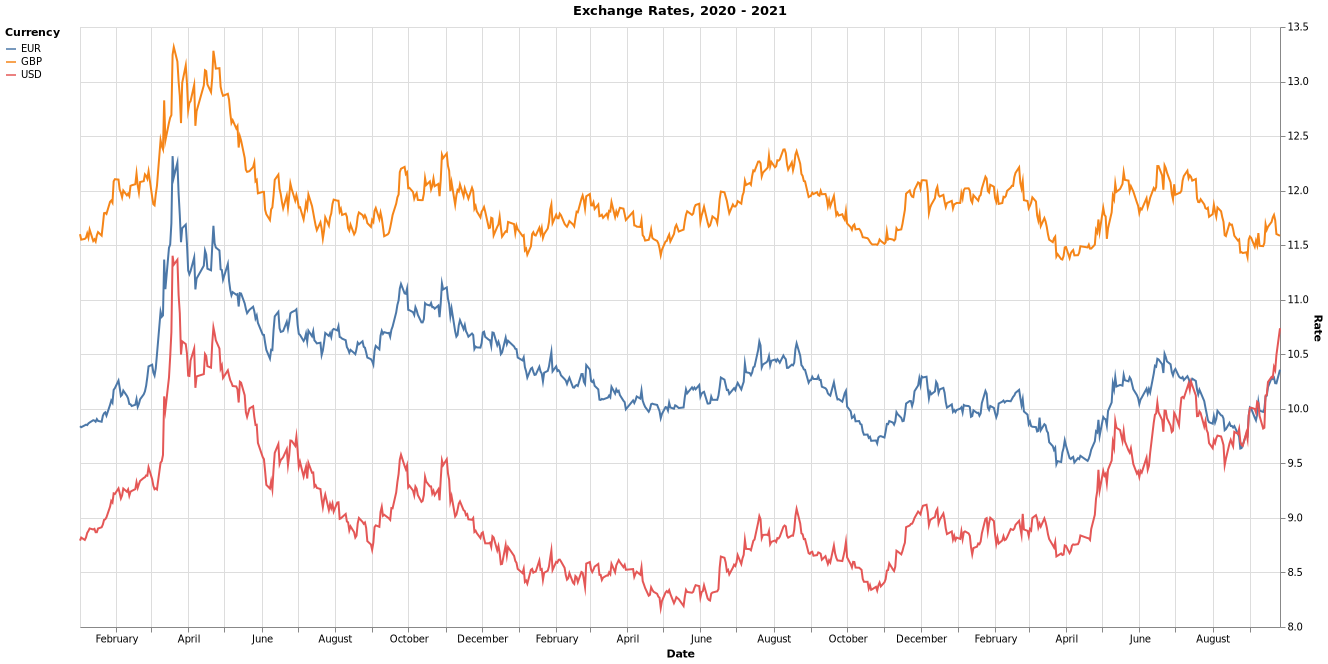 Exchange Rates, 2020 - 2021
Currency
EUR
GBP
USD
13.5
13.0
12.5
12.0
11.5
11.0
10.5
10.0
9.5
9.0
8.5
8.0
Rate
February April June August October December February April June August October December February April June August
Date